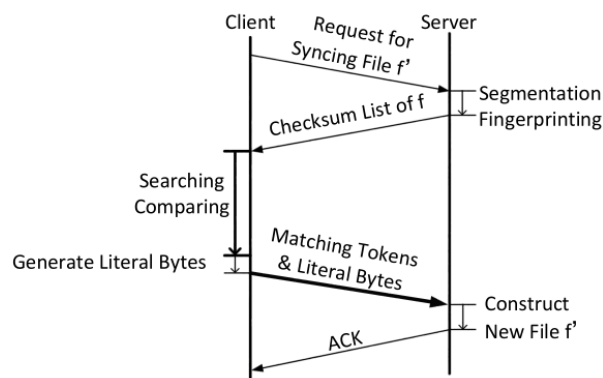 Client
Server
Request for
Syncing File f’
Segmentation
Fingerprinting
Checksum List of f
Searching
Comparing
Generate Literal Bytes
Matching Tokens
& Literal Bytes
Construct
New File f’
ACK